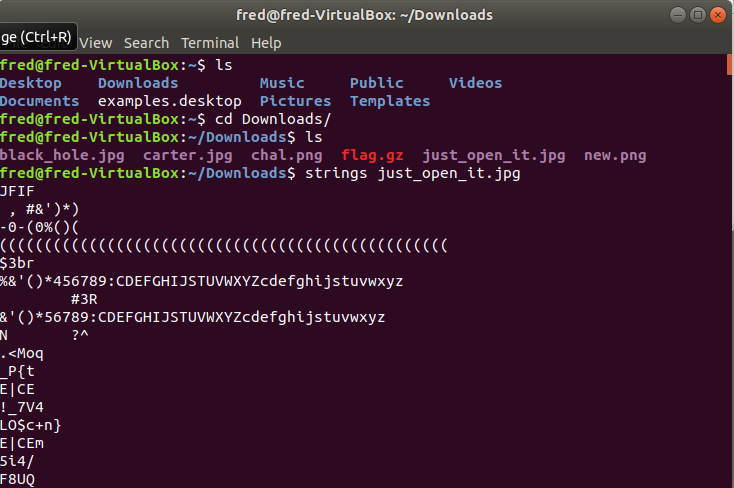 fred@fred-VirtualBox: ~/Downloads
ge (Ctrl+R) View Search Terminal Help
fred@fred-VirtualBox:~$ ls
Desktop Downloads Music Public Videos
Documents examples.desktop Pictures Templates
fred@fred-VirtualBox:~$ cd Downloads/
fred@fred-VirtualBox:~/Downloads$ ls
black_hole.jpg carter.jpg chal.png flag.gz just_open_it.jpg new.png
fred@fred-VirtualBox:~/Downloads$ strings just_open_it.jpg
JFIF
, #&')*)
-0-(0%()(
((((((((((((((((((((((((((((((((((((((((((((((((((
$3br
%&'()*456789:CDEFGHIJSTUVWXYZcdefghijstuvwxyz
#3R
&'()*56789:CDEFGHIJSTUVWXYZcdefghijstuvwxyz
N ?^
.<Moq
_P{t
E|CE
!_7V4
LO$c+n}
E|CEm
5i4/
F8UQ